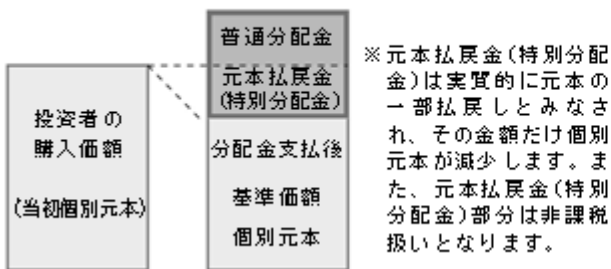 投資者の
購入価額
(当初個別元本)
普通分配金
元本払戻金
(特別分配金)
分配金支払後
基準価額
個別元本
※元本払戻金(特別分配
金)は実質的に元本の
一部払戻しとみなさ
れ、その金額だけ個別
元本が減少します。ま
た、元本払戻金(特別
分配金)部分は非課税
扱いとなります。